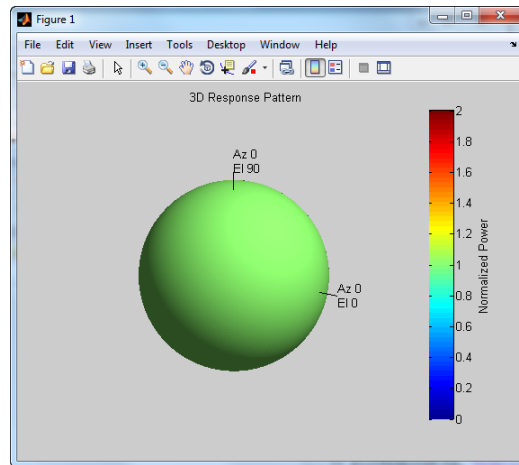 Figure 1
File Edit View Insert Tools Desktop Window Help
3D Response Pattern
Az 0
El 90
Az 0
El 0
2
1.8
1.6
1.4
1.2
1
0.8
0.6
0.4
0.2
0
Normalized Power